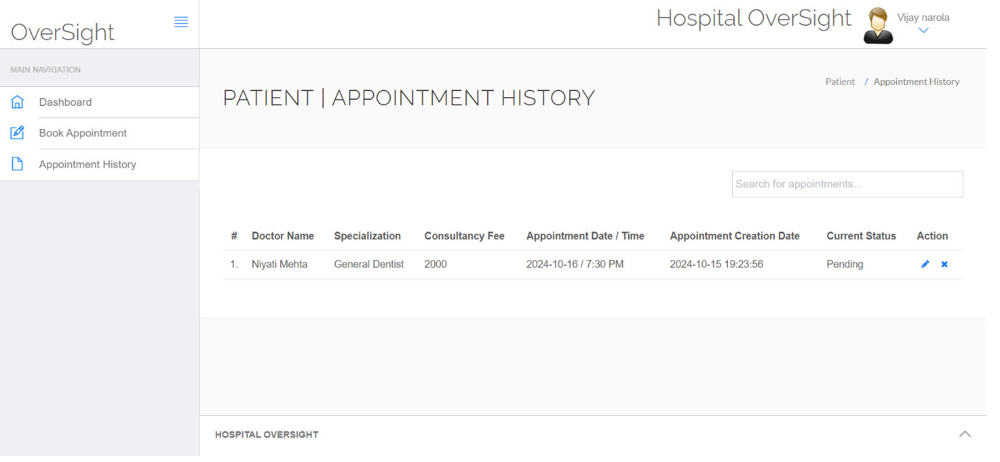 OverSight
Hospital OverSight
Vijay narola
MAIN NAVIGATION
Dashboard
Book Appointment
Appointment History
PATIENT | APPOINTMENT HISTORY
Patient / Appointment History
Search for appointments...
# Doctor Name Specialization Consultancy Fee Appointment Date / Time Appointment Creation Date Current Status Action
1. Niyati Mehta General Dentist 2000 2024-10-16 / 7:30 PM 2024-10-15 19:23:56 Pending
HOSPITAL OVERSIGHT